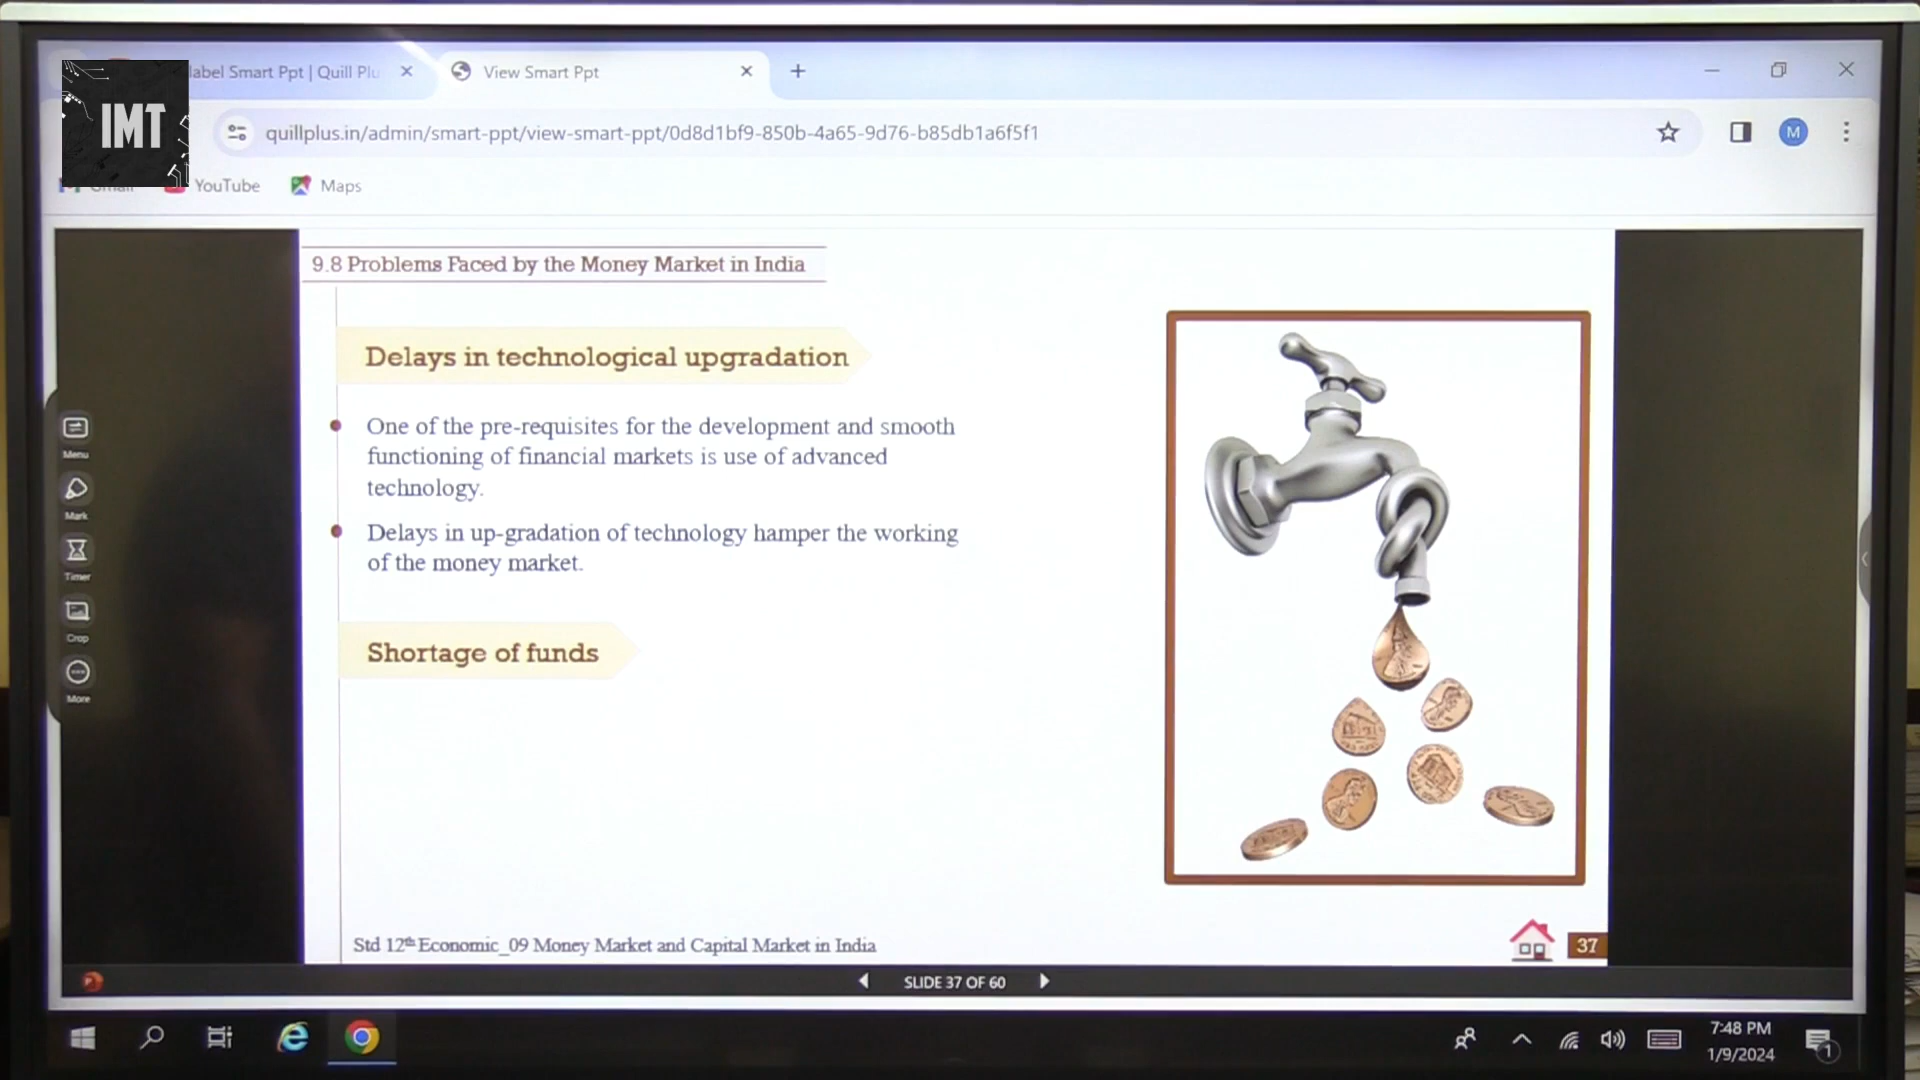 IMT
label Smart Ppt | Quill Plu
View Smart Ppt
quillplus.in/admin/smart-ppt/view-smart-ppt/0d8d1bf9-850b-4a65-9d76-b85db1a6f5f1
M
Gmail
YouTube
Maps
9.8 Problems Faced by the Money Market in India
Delays in technological upgradation
One of the pre-requisites for the development and smooth
functioning of financial markets is use of advanced
technology.
Delays in up-gradation of technology hamper the working
of the money market.
Shortage of funds
Menu
Mark
Timer
Crop
More
Std 12th Economic_09 Money Market and Capital Market in India
37
SLIDE 37 OF 60
7:48 PM
1/9/2024
1